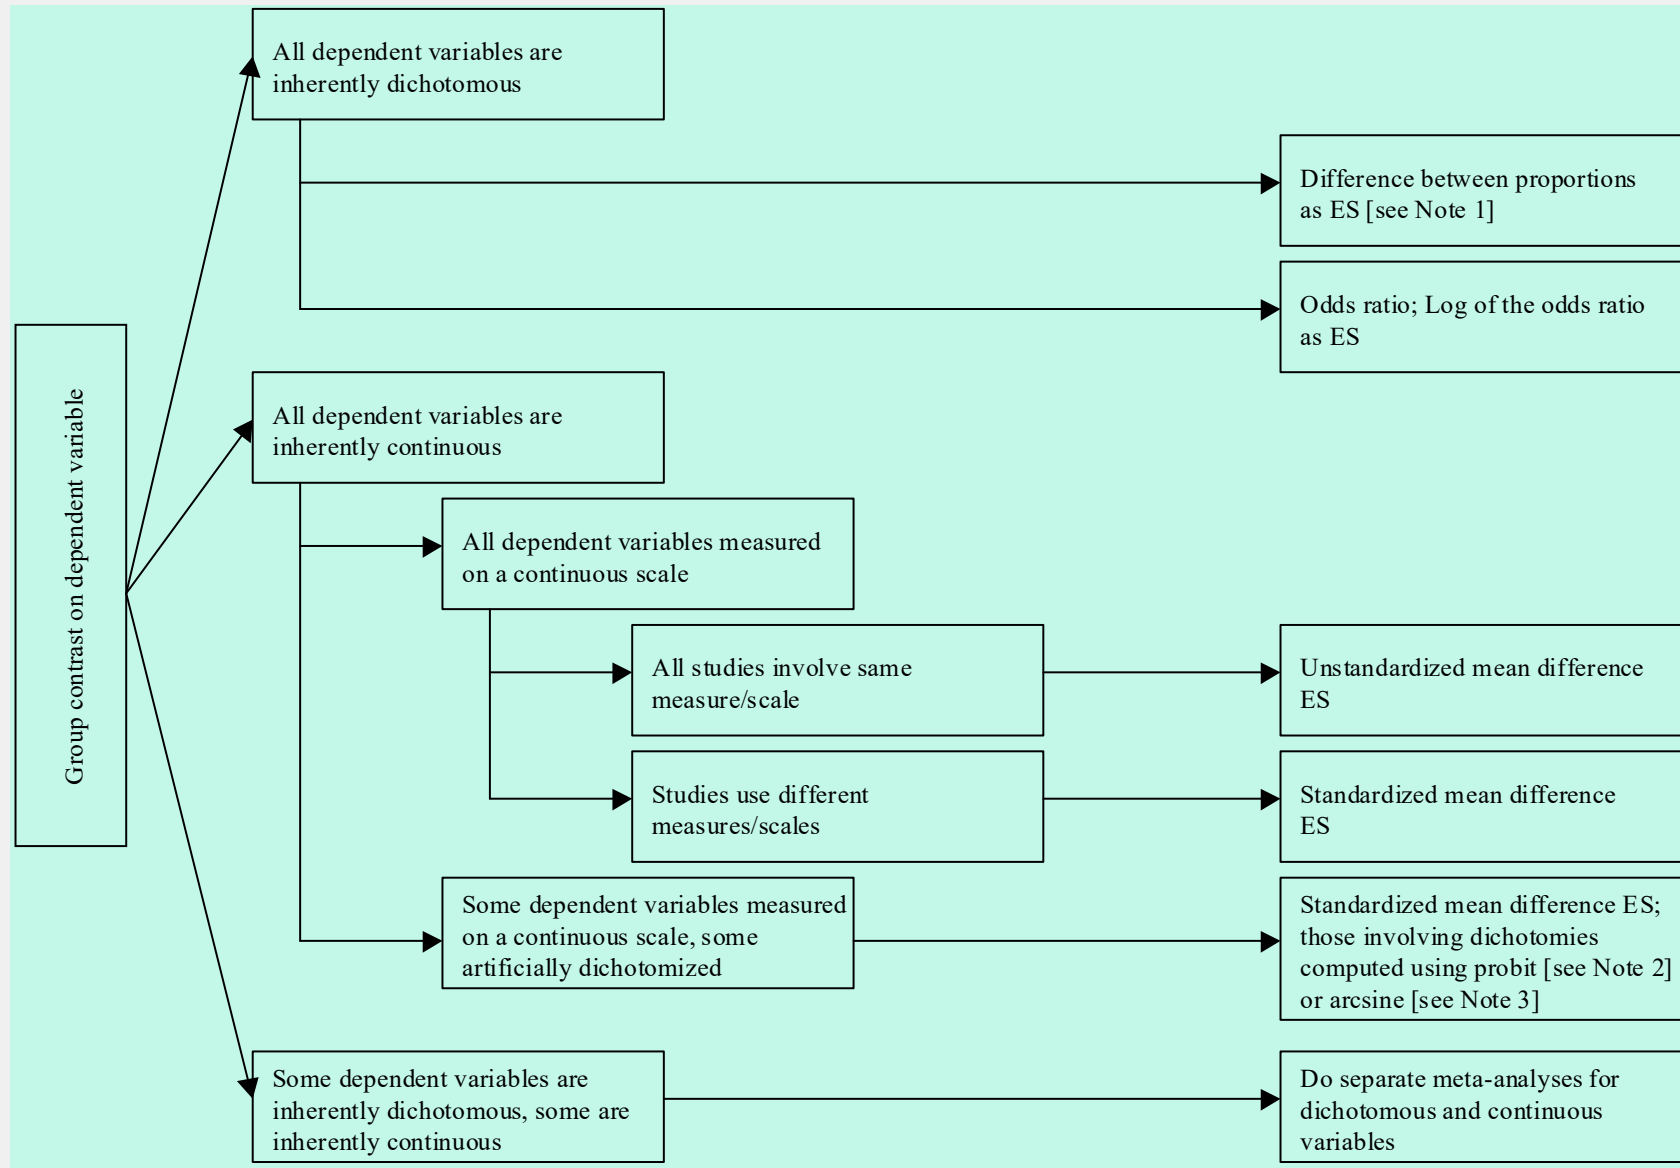 All dependent variables are
inherently dichotomous
Difference between proportions
as ES [see Note 1]
Odds ratio; Log of the odds ratio
as ES
Group contrast on dependent variable
All dependent variables are
inherently continuous
All dependent variables measured
on a continuous scale
All studies involve same
measure/scale
Unstandardized mean difference
ES
Studies use different
measures/scales
Standardized mean difference
ES
Some dependent variables measured
on a continuous scale, some
artificially dichotomized
Standardized mean difference ES;
those involving dichotomies
computed using probit [see Note 2]
or arcsine [see Note 3]
Some dependent variables are
inherently dichotomous, some are
inherently continuous
Do separate meta-analyses for
dichotomous and continuous
variables